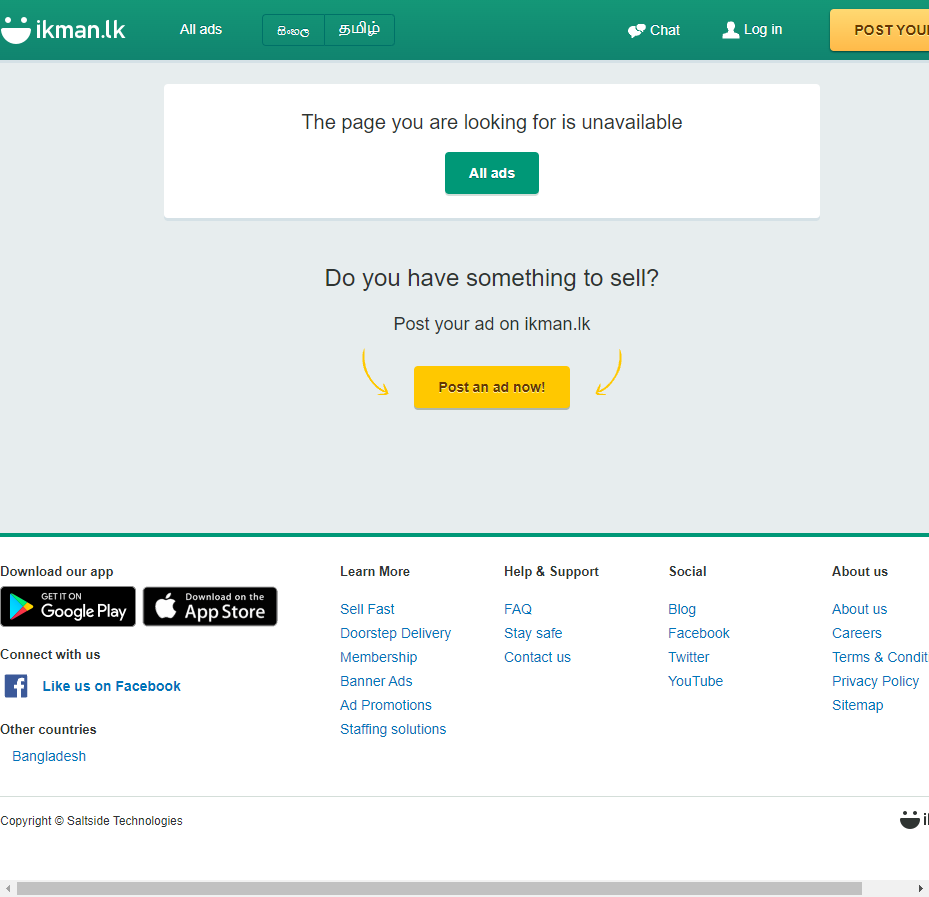 ikman.lk
All ads
සිංහල
தமிழ்
Chat
Log in
POST YOU
The page you are looking for is unavailable
All ads
Do you have something to sell?
Post your ad on ikman.lk
Post an ad now!
Download our app
GET IT ON
Google Play
Download on the
App Store
Connect with us
Like us on Facebook
Other countries
Bangladesh
Learn More
Sell Fast
Doorstep Delivery
Membership
Banner Ads
Ad Promotions
Staffing solutions
Help & Support
FAQ
Stay safe
Contact us
Social
Blog
Facebook
Twitter
YouTube
About us
About us
Careers
Terms & Condit
Privacy Policy
Sitemap
Copyright © Saltside Technologies